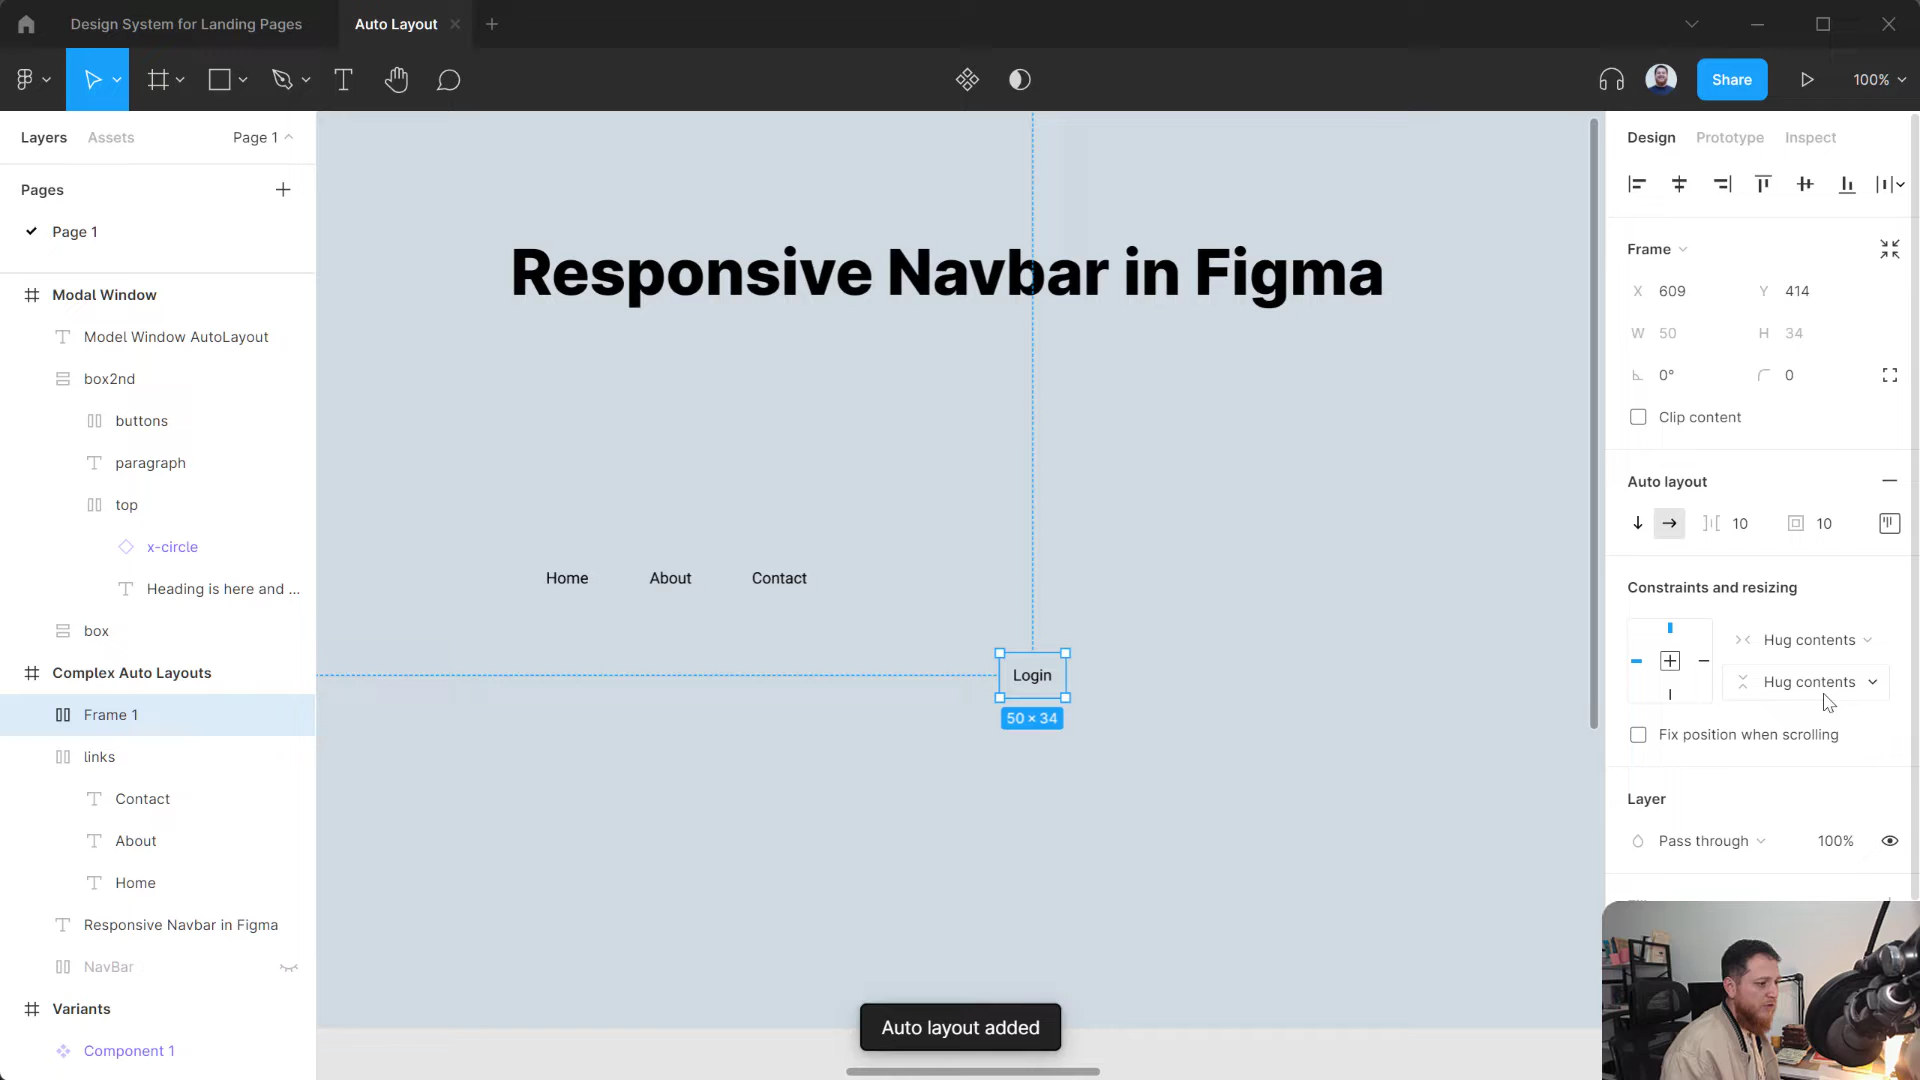 Design System for Landing Pages
Auto Layout
Share
100%
Layers
Assets
Page 1
Pages
Page 1
Modal Window
Model Window AutoLayout
box2nd
buttons
paragraph
top
x-circle
Heading is here and ...
box
Complex Auto Layouts
Frame 1
links
Contact
About
Home
Responsive Navbar in Figma
NavBar
Variants
Component 1
Responsive Navbar in Figma
Home
About
Contact
Login
50 × 34
Auto layout added
Design
Prototype
Inspect
Frame
X 609
Y 414
W 50
H 34
0°
0
Clip content
Auto layout
10
10
Constraints and resizing
Hug contents
Hug contents
Fix position when scrolling
Layer
Pass through
100%